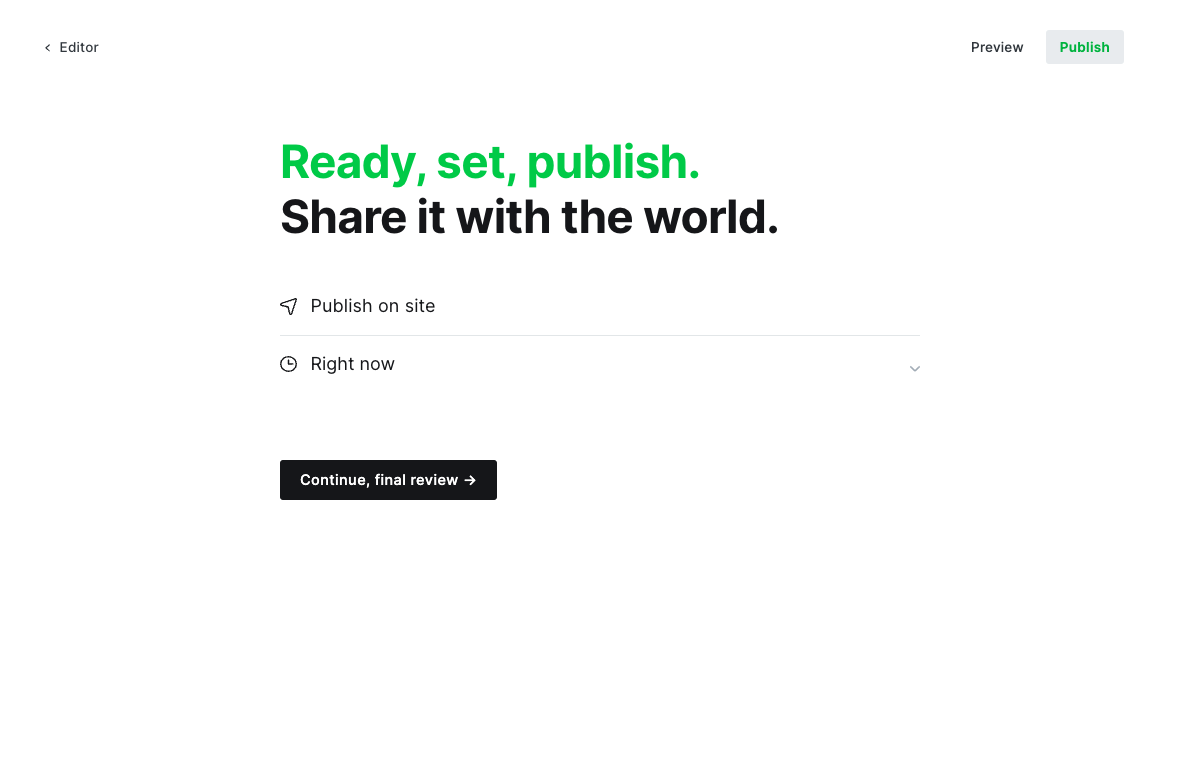 Editor
Preview
Publish
Ready, set, publish.
Share it with the world.
Publish on site
Right now
Continue, final review →